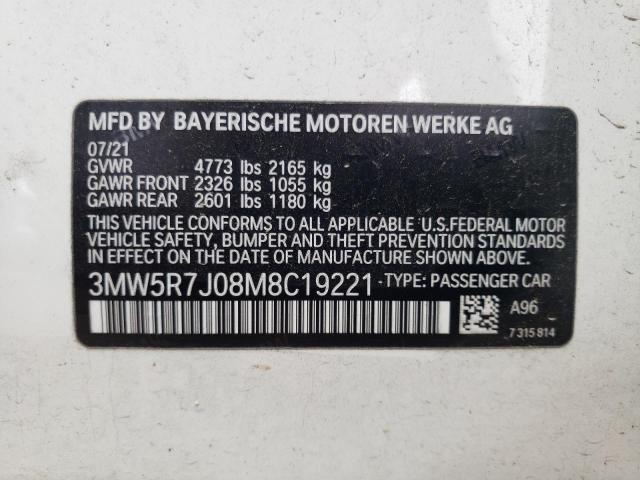 MFD BY BAYERISCHE MOTOREN WERKE AG
07/21
GVWR 4773 lbs 2165 kg
GAWR FRONT 2326 lbs 1055 kg
GAWR REAR 2601 lbs 1180 kg
THIS VEHICLE CONFORMS TO ALL APPLICABLE U.S.FEDERAL MOTOR
VEHICLE SAFETY, BUMPER AND THEFT PREVENTION STANDARDS
IN EFFECT ON THE DATE OF MANUFACTURE SHOWN ABOVE.
3MW5R7J08M8C19221 -TYPE: PASSENGER CAR
A96
7 315 814